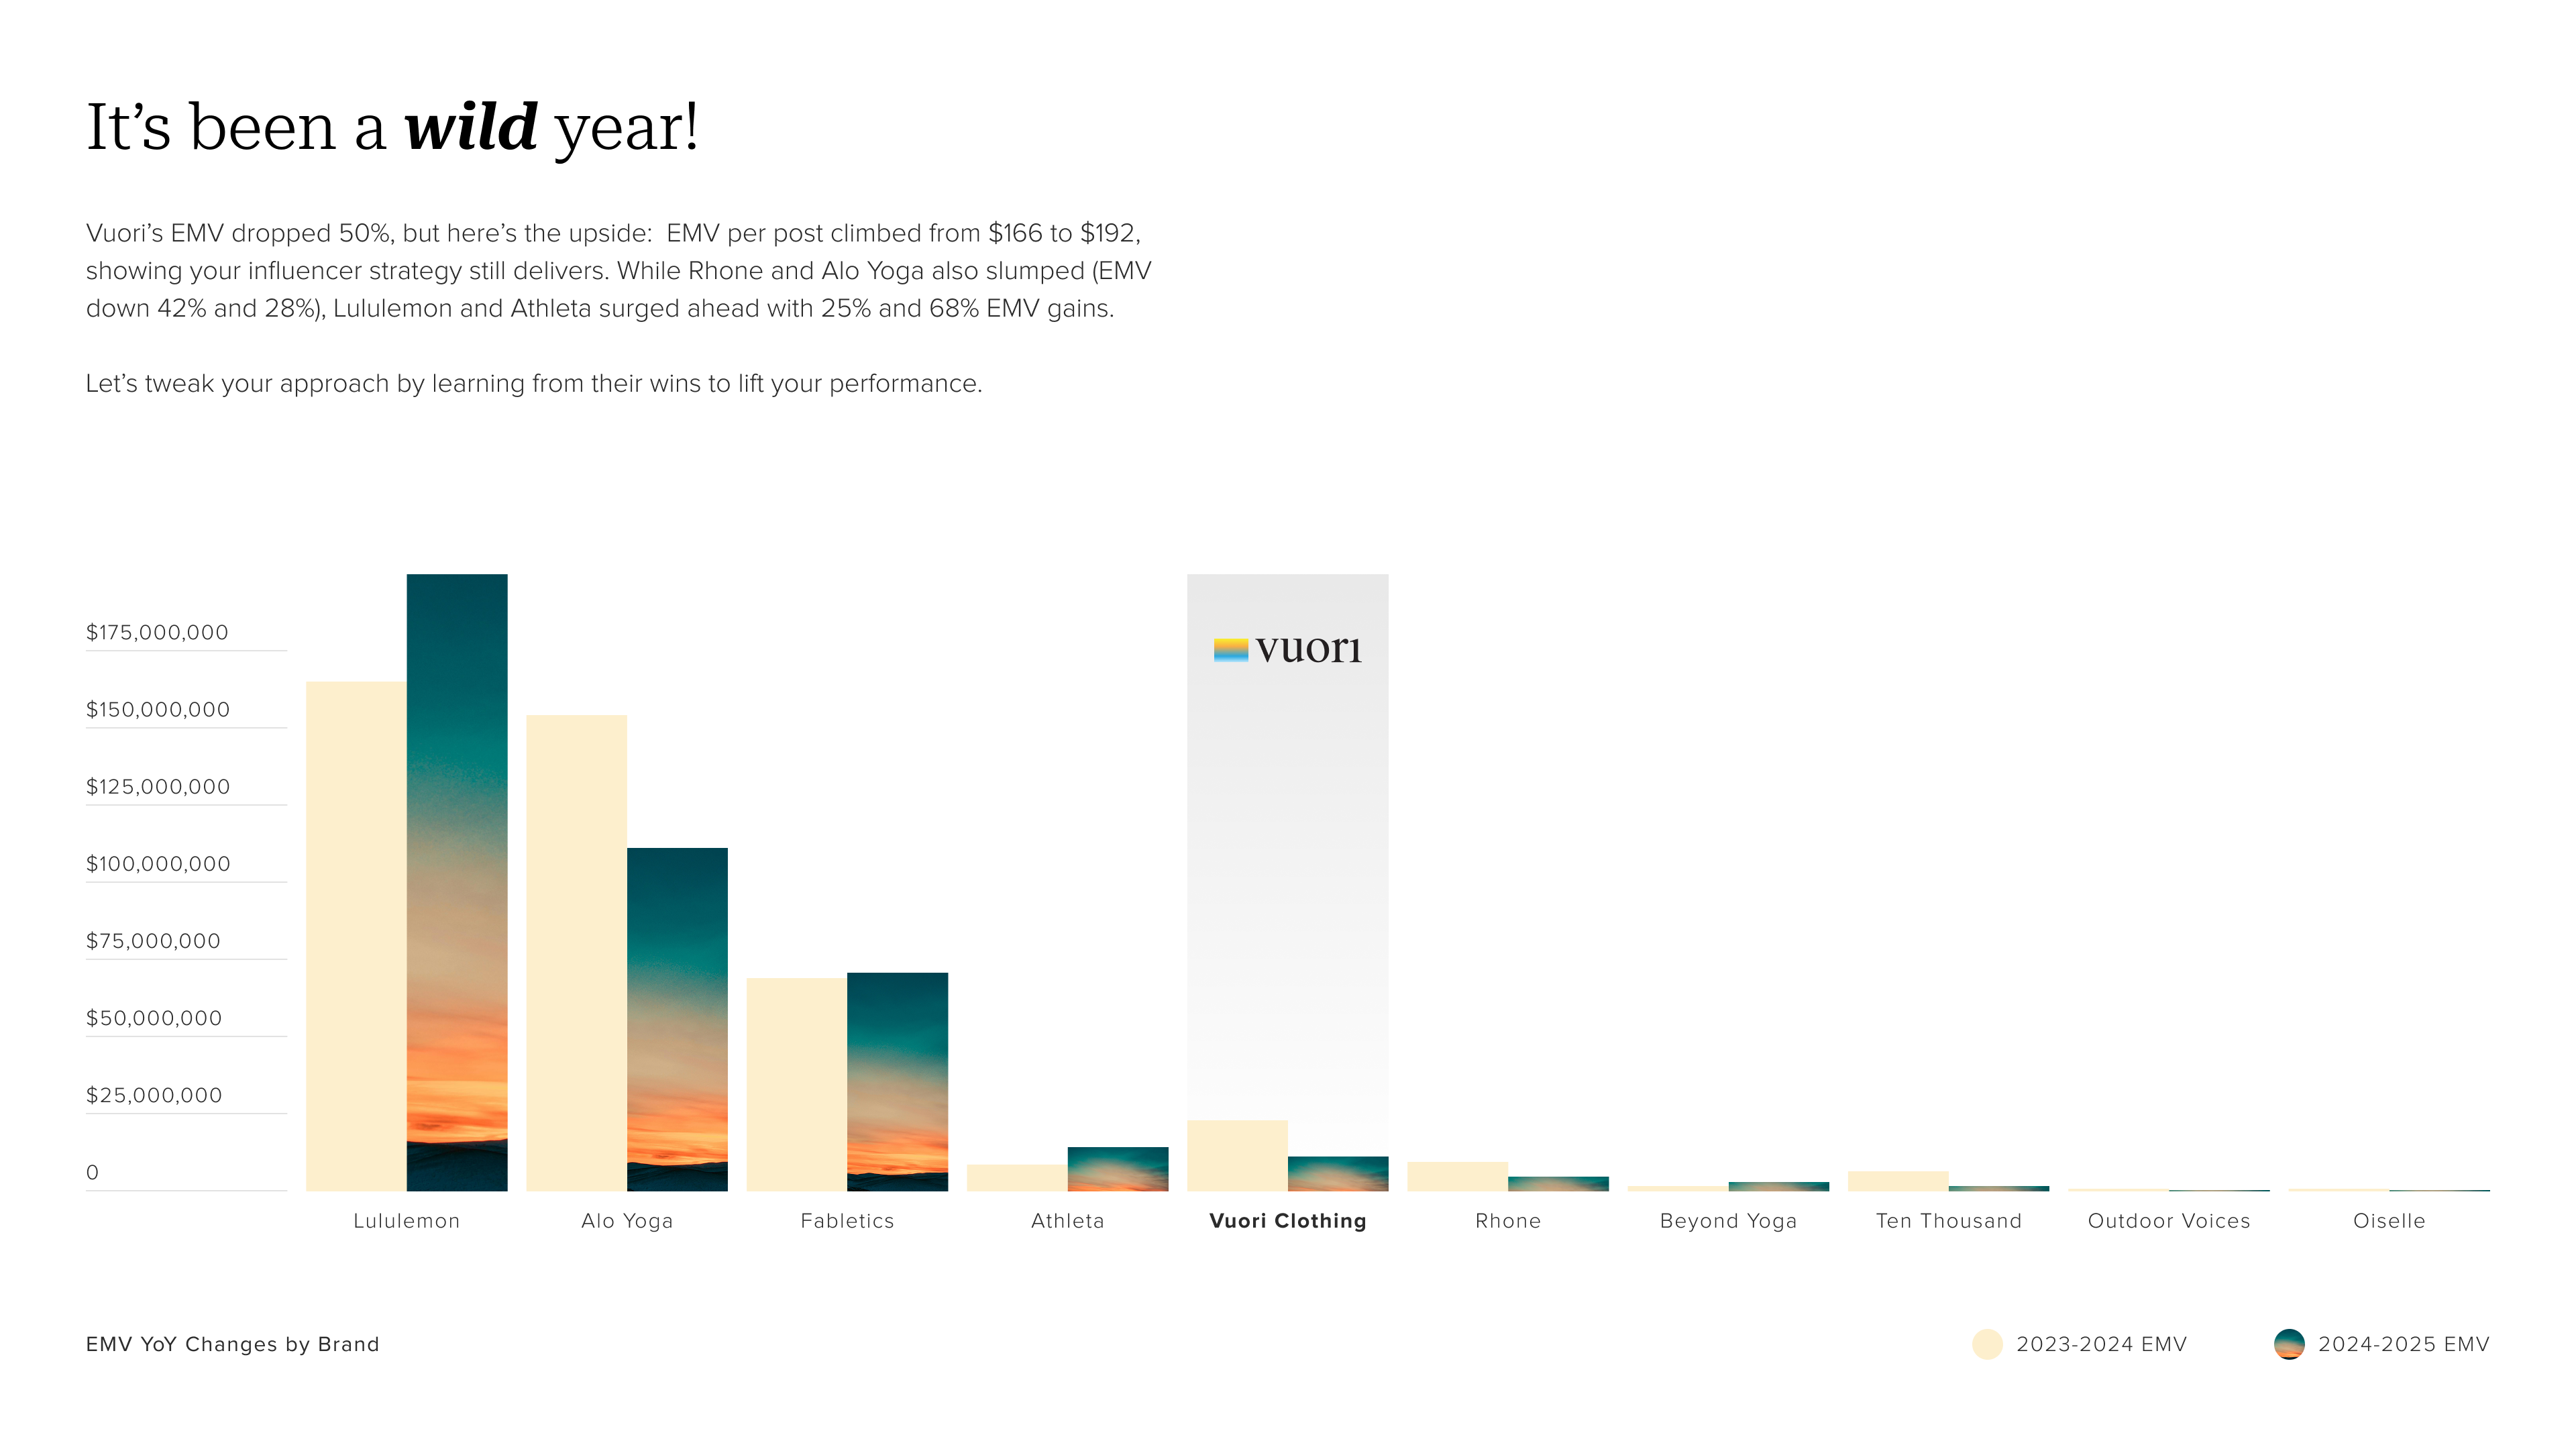 It’s been a wild year!
Vuori’s EMV dropped 50%, but here’s the upside:  EMV per post climbed from $166 to $192,
showing your influencer strategy still delivers. While Rhone and Alo Yoga also slumped (EMV
down 42% and 28%), Lululemon and Athleta surged ahead with 25% and 68% EMV gains.
Let’s tweak your approach by learning from their wins to lift your performance.
$175,000,000
$150,000,000
$125,000,000
$100,000,000
$75,000,000
$50,000,000
$25,000,000
0
vuori
Lululemon
Alo Yoga
Fabletics
Athleta
Vuori Clothing
Rhone
Beyond Yoga
Ten Thousand
Outdoor Voices
Oiselle
EMV YoY Changes by Brand
2023-2024 EMV
2024-2025 EMV